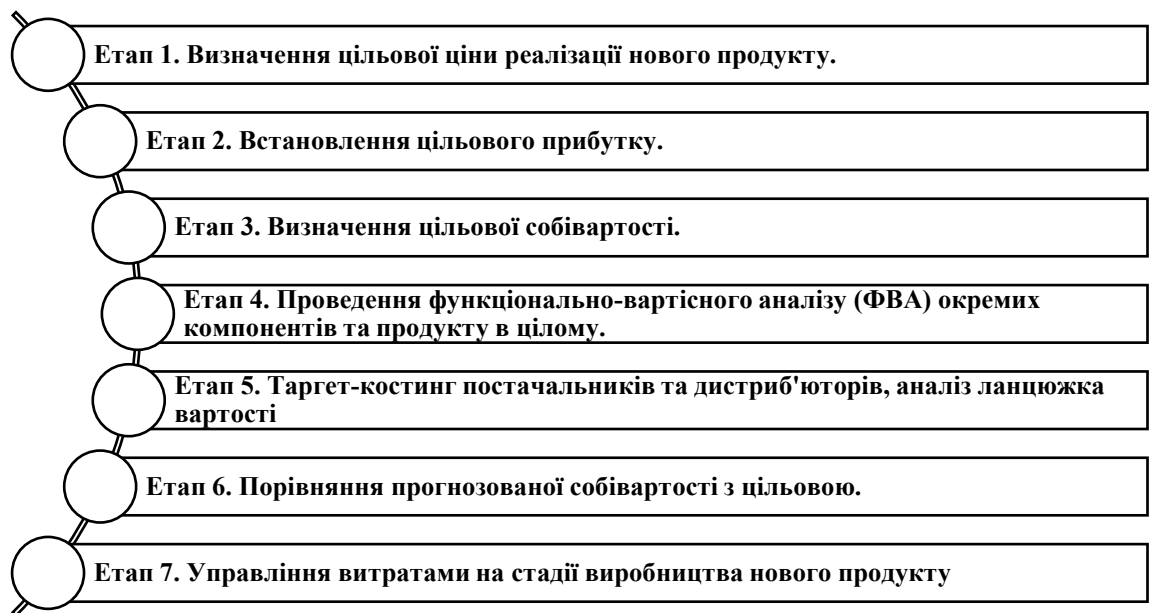 Етап 1. Визначення цільової ціни реалізації нового продукту.
Етап 2. Встановлення цільового прибутку.
Етап 3. Визначення цільової собівартості.
Етап 4. Проведення функціонально-вартісного аналізу (ФВА) окремих
компонентів та продукту в цілому.
Етап 5. Таргет-костинг постачальників та дистриб'юторів, аналіз ланцюжка
вартості
Етап 6. Порівняння прогнозованої собівартості з цільовою.
Етап 7. Управління витратами на стадії виробництва нового продукту